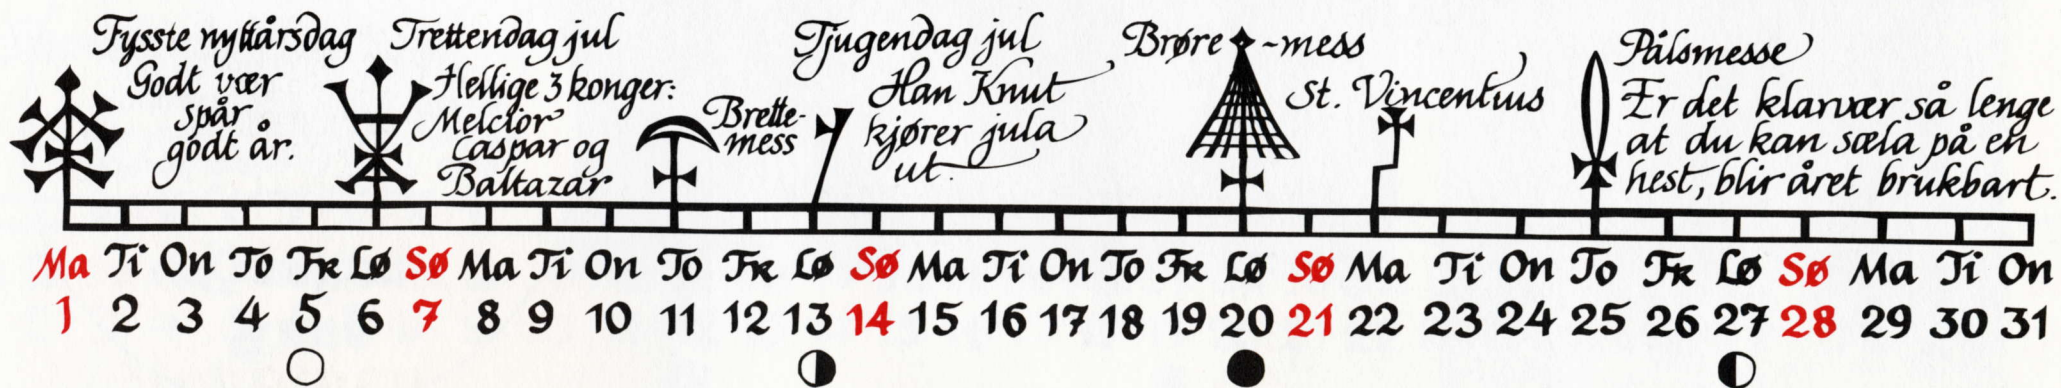 Fysste nyttårsdag
Godt vær
spår
godt år.
Trettendag jul
Hellige 3 konger:
Melcior
Caspar og
Baltazar
Brette-
mess
Tjugendag jul
Han Knut
kjører jula
ut.
Brøre-mess
St. Vincentius
Pålsmesse
Er det klarvær så lenge
at du kan sæla på en
hest, blir året brukbart.
Ma Ti On To Fr Lø Sø Ma Ti On To Fr Lø Sø Ma Ti On To Fr Lø Sø Ma Ti On To Fr Lø Sø Ma Ti On
1 2 3 4 5 6 7 8 9 10 11 12 13 14 15 16 17 18 19 20 21 22 23 24 25 26 27 28 29 30 31